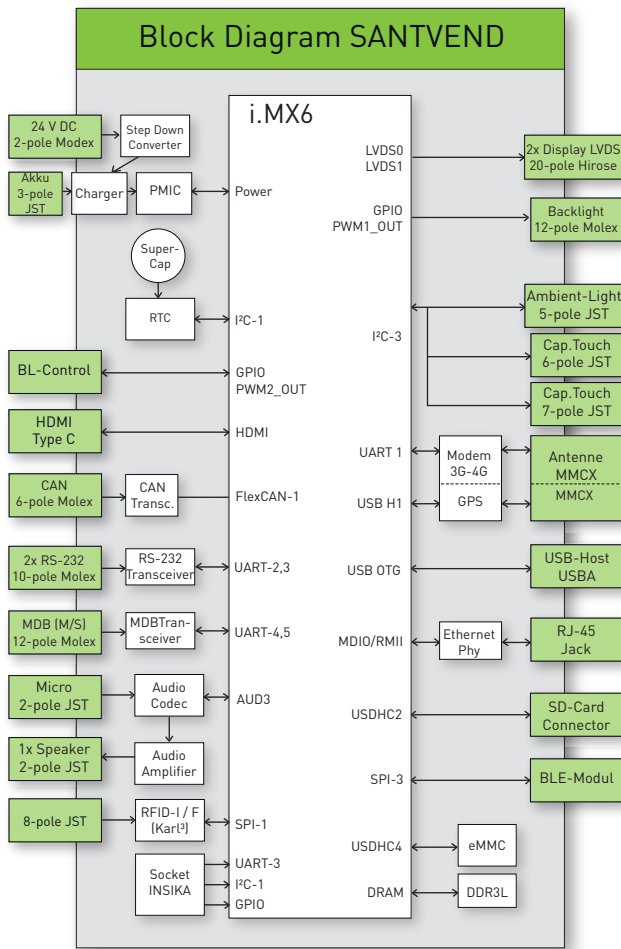 Block Diagram SANTVEND
i.MX6
24 V DC
2-pole Modex
Step Down
Converter
Akku
3-pole
JST
Charger
PMIC
Power
Super-
Cap
RTC
I²C-1
BL-Control
GPIO
PWM2_OUT
HDMI
Type C
HDMI
CAN
6-pole Molex
CAN
Transc.
FlexCAN-1
2x RS-232
10-pole Molex
RS-232
Transceiver
UART-2,3
MDB (M/S)
12-pole Molex
MDBTran-
sceiver
UART-4,5
Micro
2-pole JST
Audio
Codec
AUD3
1x Speaker
2-pole JST
Audio
Amplifier
8-pole JST
RFID-I / F
(Karl³)
SPI-1
Socket
INSIKA
UART-3
I²C-1
GPIO
LVDS0
LVDS1
2x Display LVDS
20-pole Hirose
GPIO
PWM1_OUT
Backlight
12-pole Molex
I²C-3
Ambient-Light
5-pole JST
Cap.Touch
6-pole JST
Cap.Touch
7-pole JST
UART 1
Modem
3G-4G
Antenne
MMCX
USB H1
GPS
MMCX
USB OTG
USB-Host
USBA
MDIO/RMII
Ethernet
Phy
RJ-45
Jack
USDHC2
SD-Card
Connector
SPI-3
BLE-Modul
USDHC4
eMMC
DRAM
DDR3L